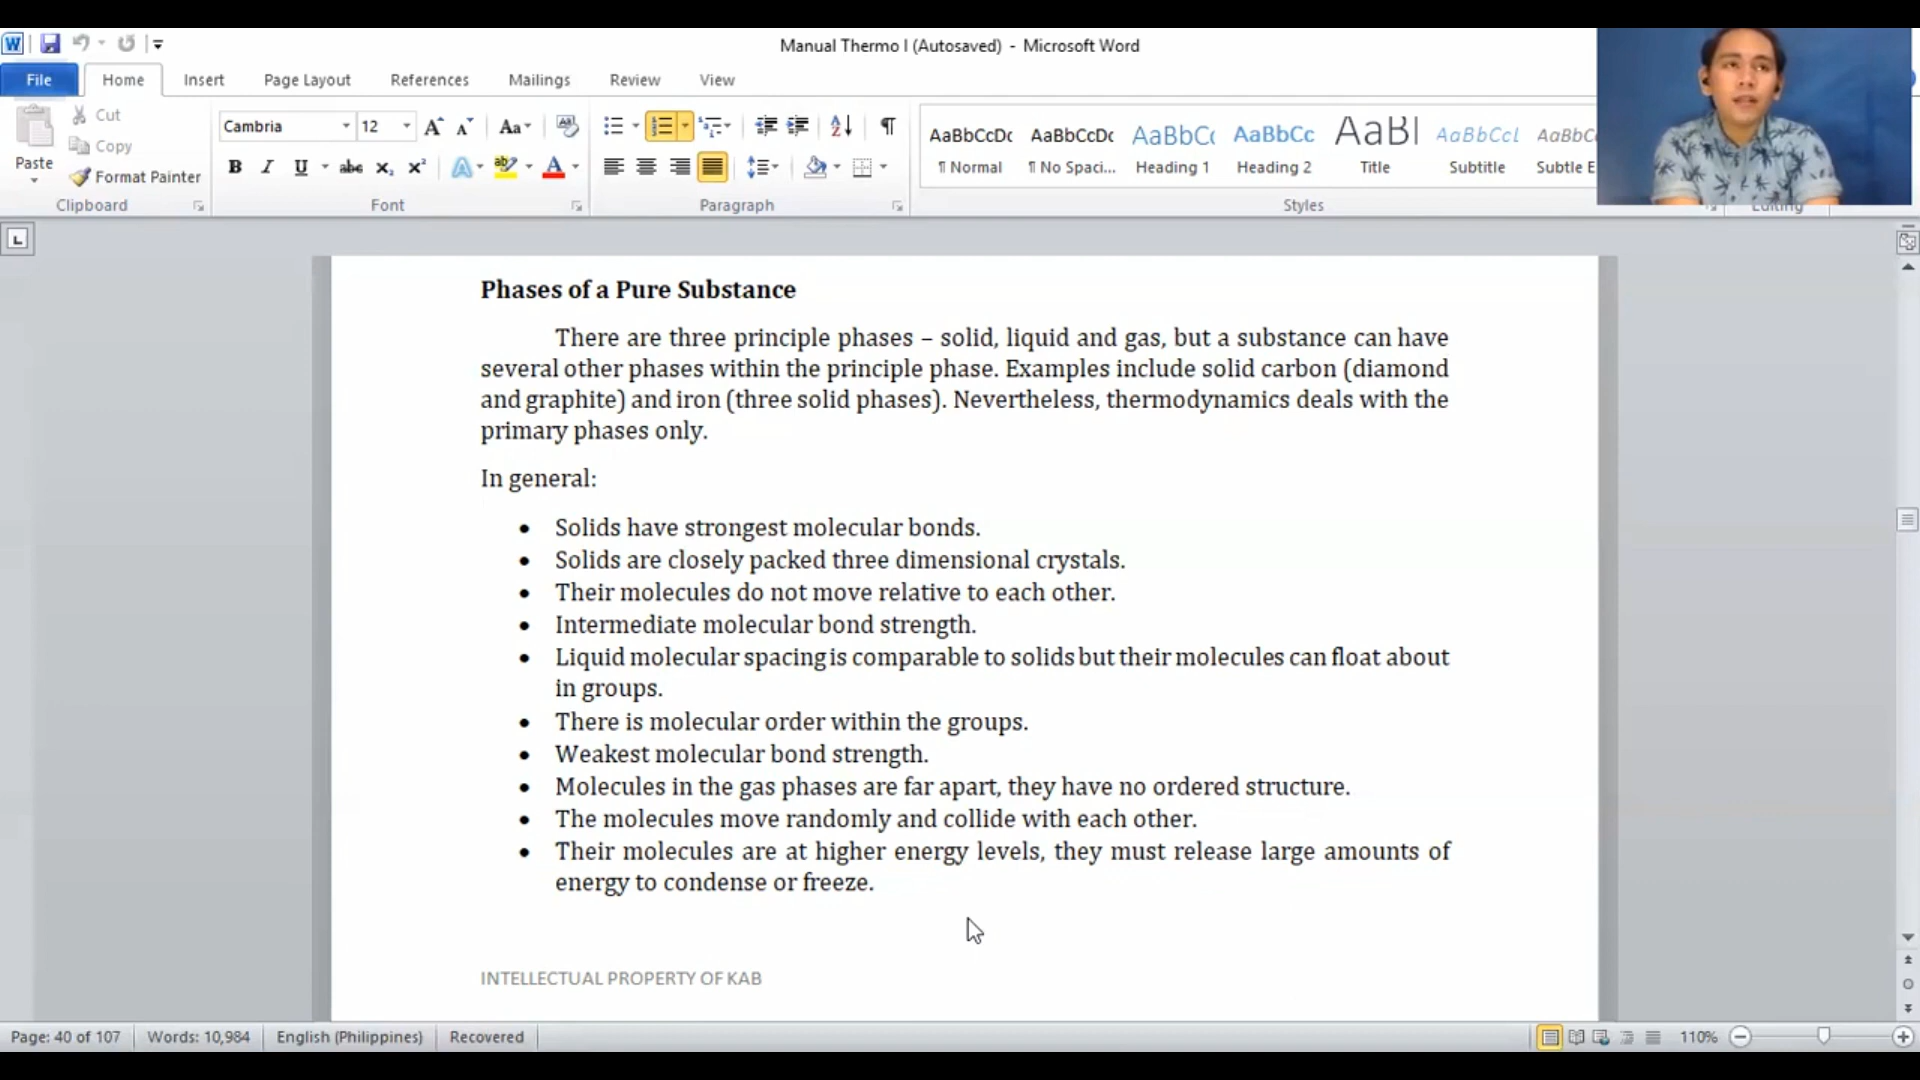 Manual Thermo I (Autosaved) - Microsoft Word
File Home Insert Page Layout References Mailings Review View
Cut
Copy
Format Painter
Paste
Clipboard
Cambria 12
Font
Paragraph
AaBbCcDc AaBbCcDc AaBbC AaBbCc AaBl AaBbCcL AaBbC
¶ Normal ¶ No Spaci... Heading 1 Heading 2 Title Subtitle Subtle E
Styles
Editing
Phases of a Pure Substance
There are three principle phases – solid, liquid and gas, but a substance can have
several other phases within the principle phase. Examples include solid carbon (diamond
and graphite) and iron (three solid phases). Nevertheless, thermodynamics deals with the
primary phases only.
In general:
• Solids have strongest molecular bonds.
• Solids are closely packed three dimensional crystals.
• Their molecules do not move relative to each other.
• Intermediate molecular bond strength.
• Liquid molecular spacing is comparable to solids but their molecules can float about
in groups.
• There is molecular order within the groups.
• Weakest molecular bond strength.
• Molecules in the gas phases are far apart, they have no ordered structure.
• The molecules move randomly and collide with each other.
• Their molecules are at higher energy levels, they must release large amounts of
energy to condense or freeze.
INTELLECTUAL PROPERTY OF KAB
Page: 40 of 107 Words: 10,984 English (Philippines) Recovered 110%